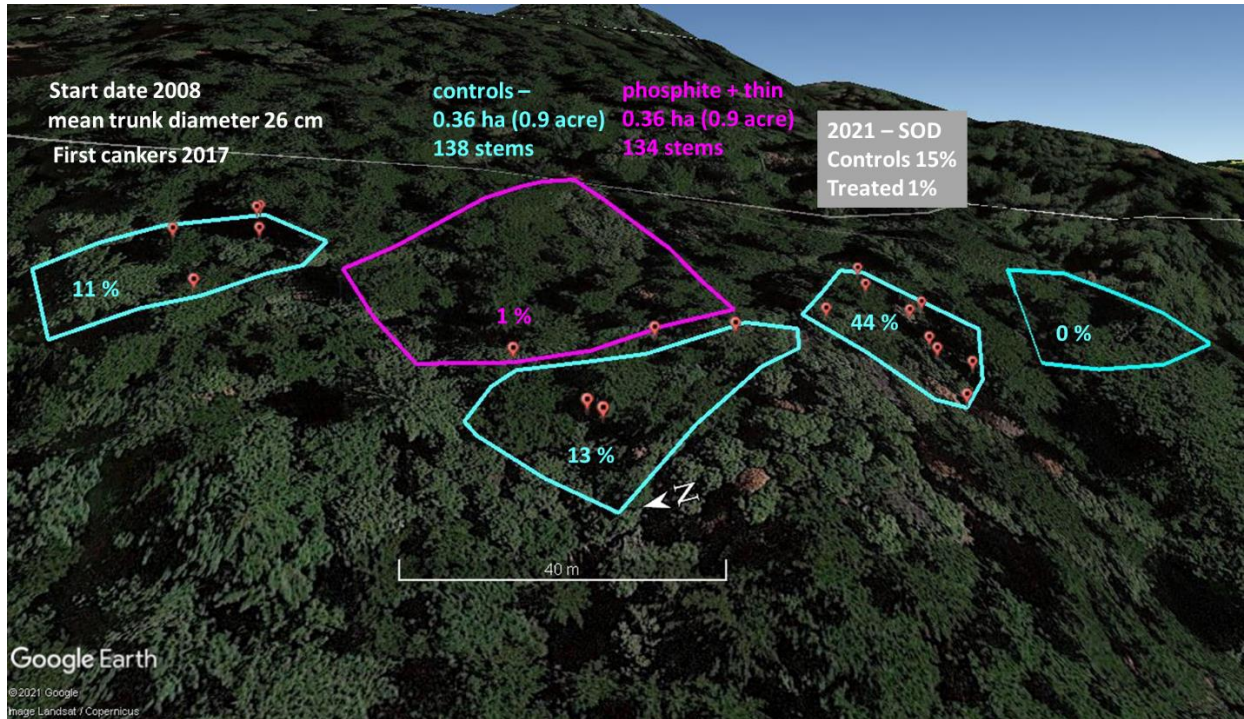 Start date 2008
mean trunk diameter 26 cm
First cankers 2017
controls –
0.36 ha (0.9 acre)
138 stems
phosphite + thin
0.36 ha (0.9 acre)
134 stems
2021 – SOD
Controls 15%
Treated 1%
11 %
1 %
44 %
0 %
13 %
N
40 m
Google Earth
©2021 Google
Image Landsat / Copernicus